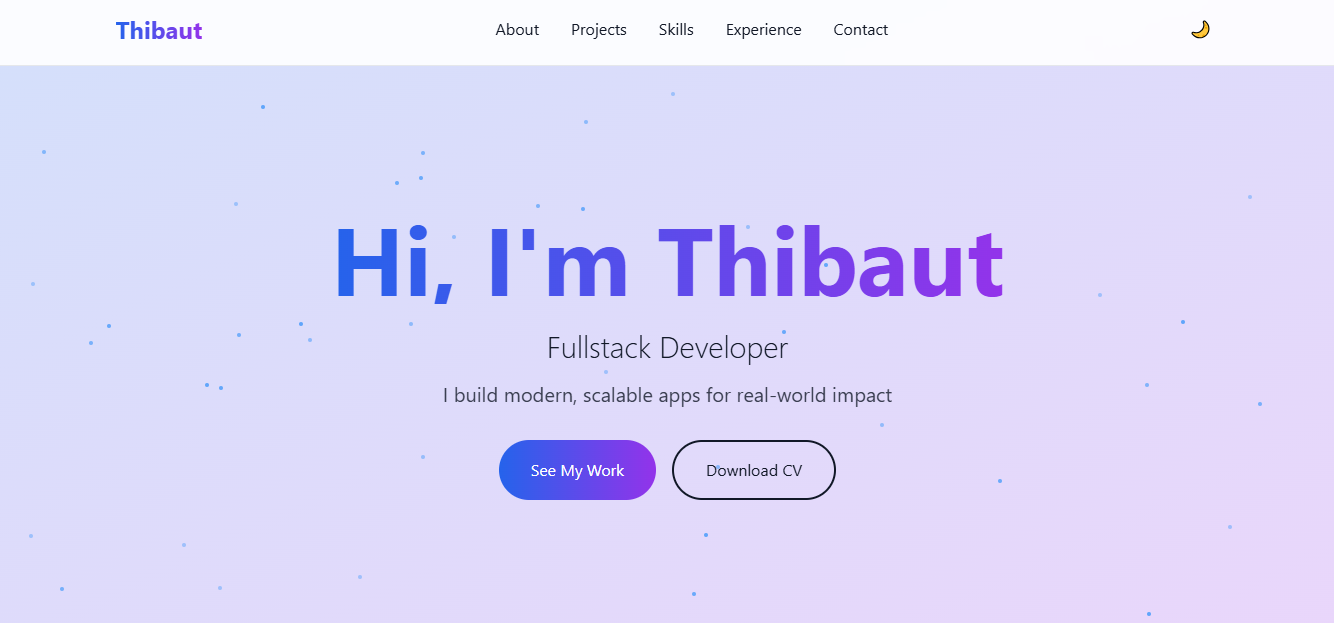 Thibaut
About Projects Skills Experience Contact
Hi, I'm Thibaut
Fullstack Developer
I build modern, scalable apps for real-world impact
See My Work Download CV